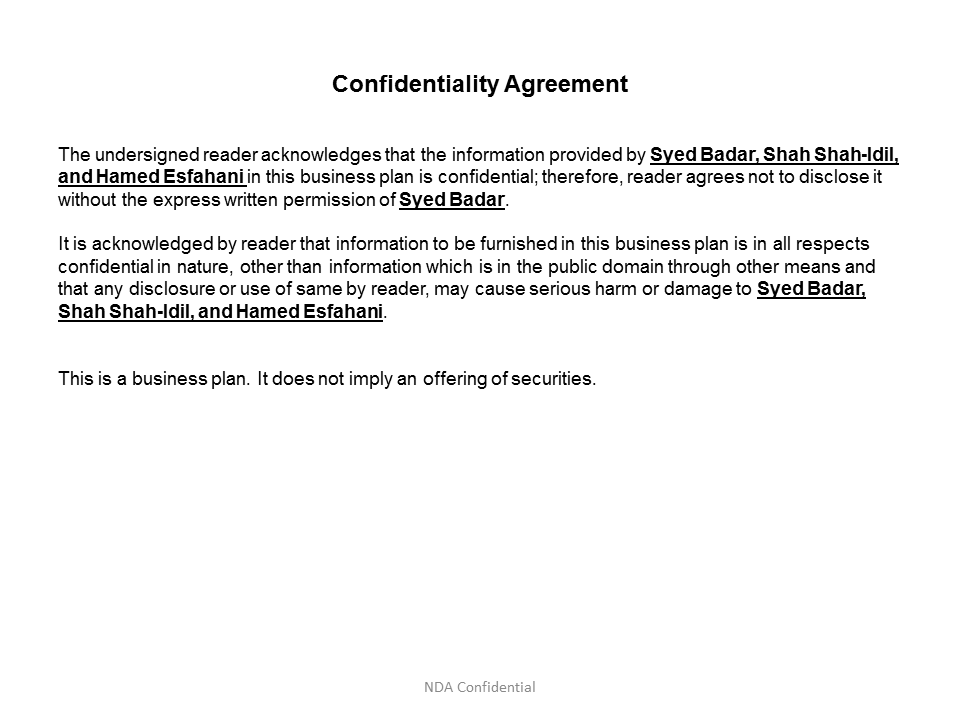 Confidentiality Agreement
The undersigned reader acknowledges that the information provided by Syed Badar, Shah Shah-Idil,
and Hamed Esfahani in this business plan is confidential; therefore, reader agrees not to disclose it
without the express written permission of Syed Badar.
It is acknowledged by reader that information to be furnished in this business plan is in all respects
confidential in nature, other than information which is in the public domain through other means and
that any disclosure or use of same by reader, may cause serious harm or damage to Syed Badar,
Shah Shah-Idil, and Hamed Esfahani.
This is a business plan. It does not imply an offering of securities.
NDA Confidential